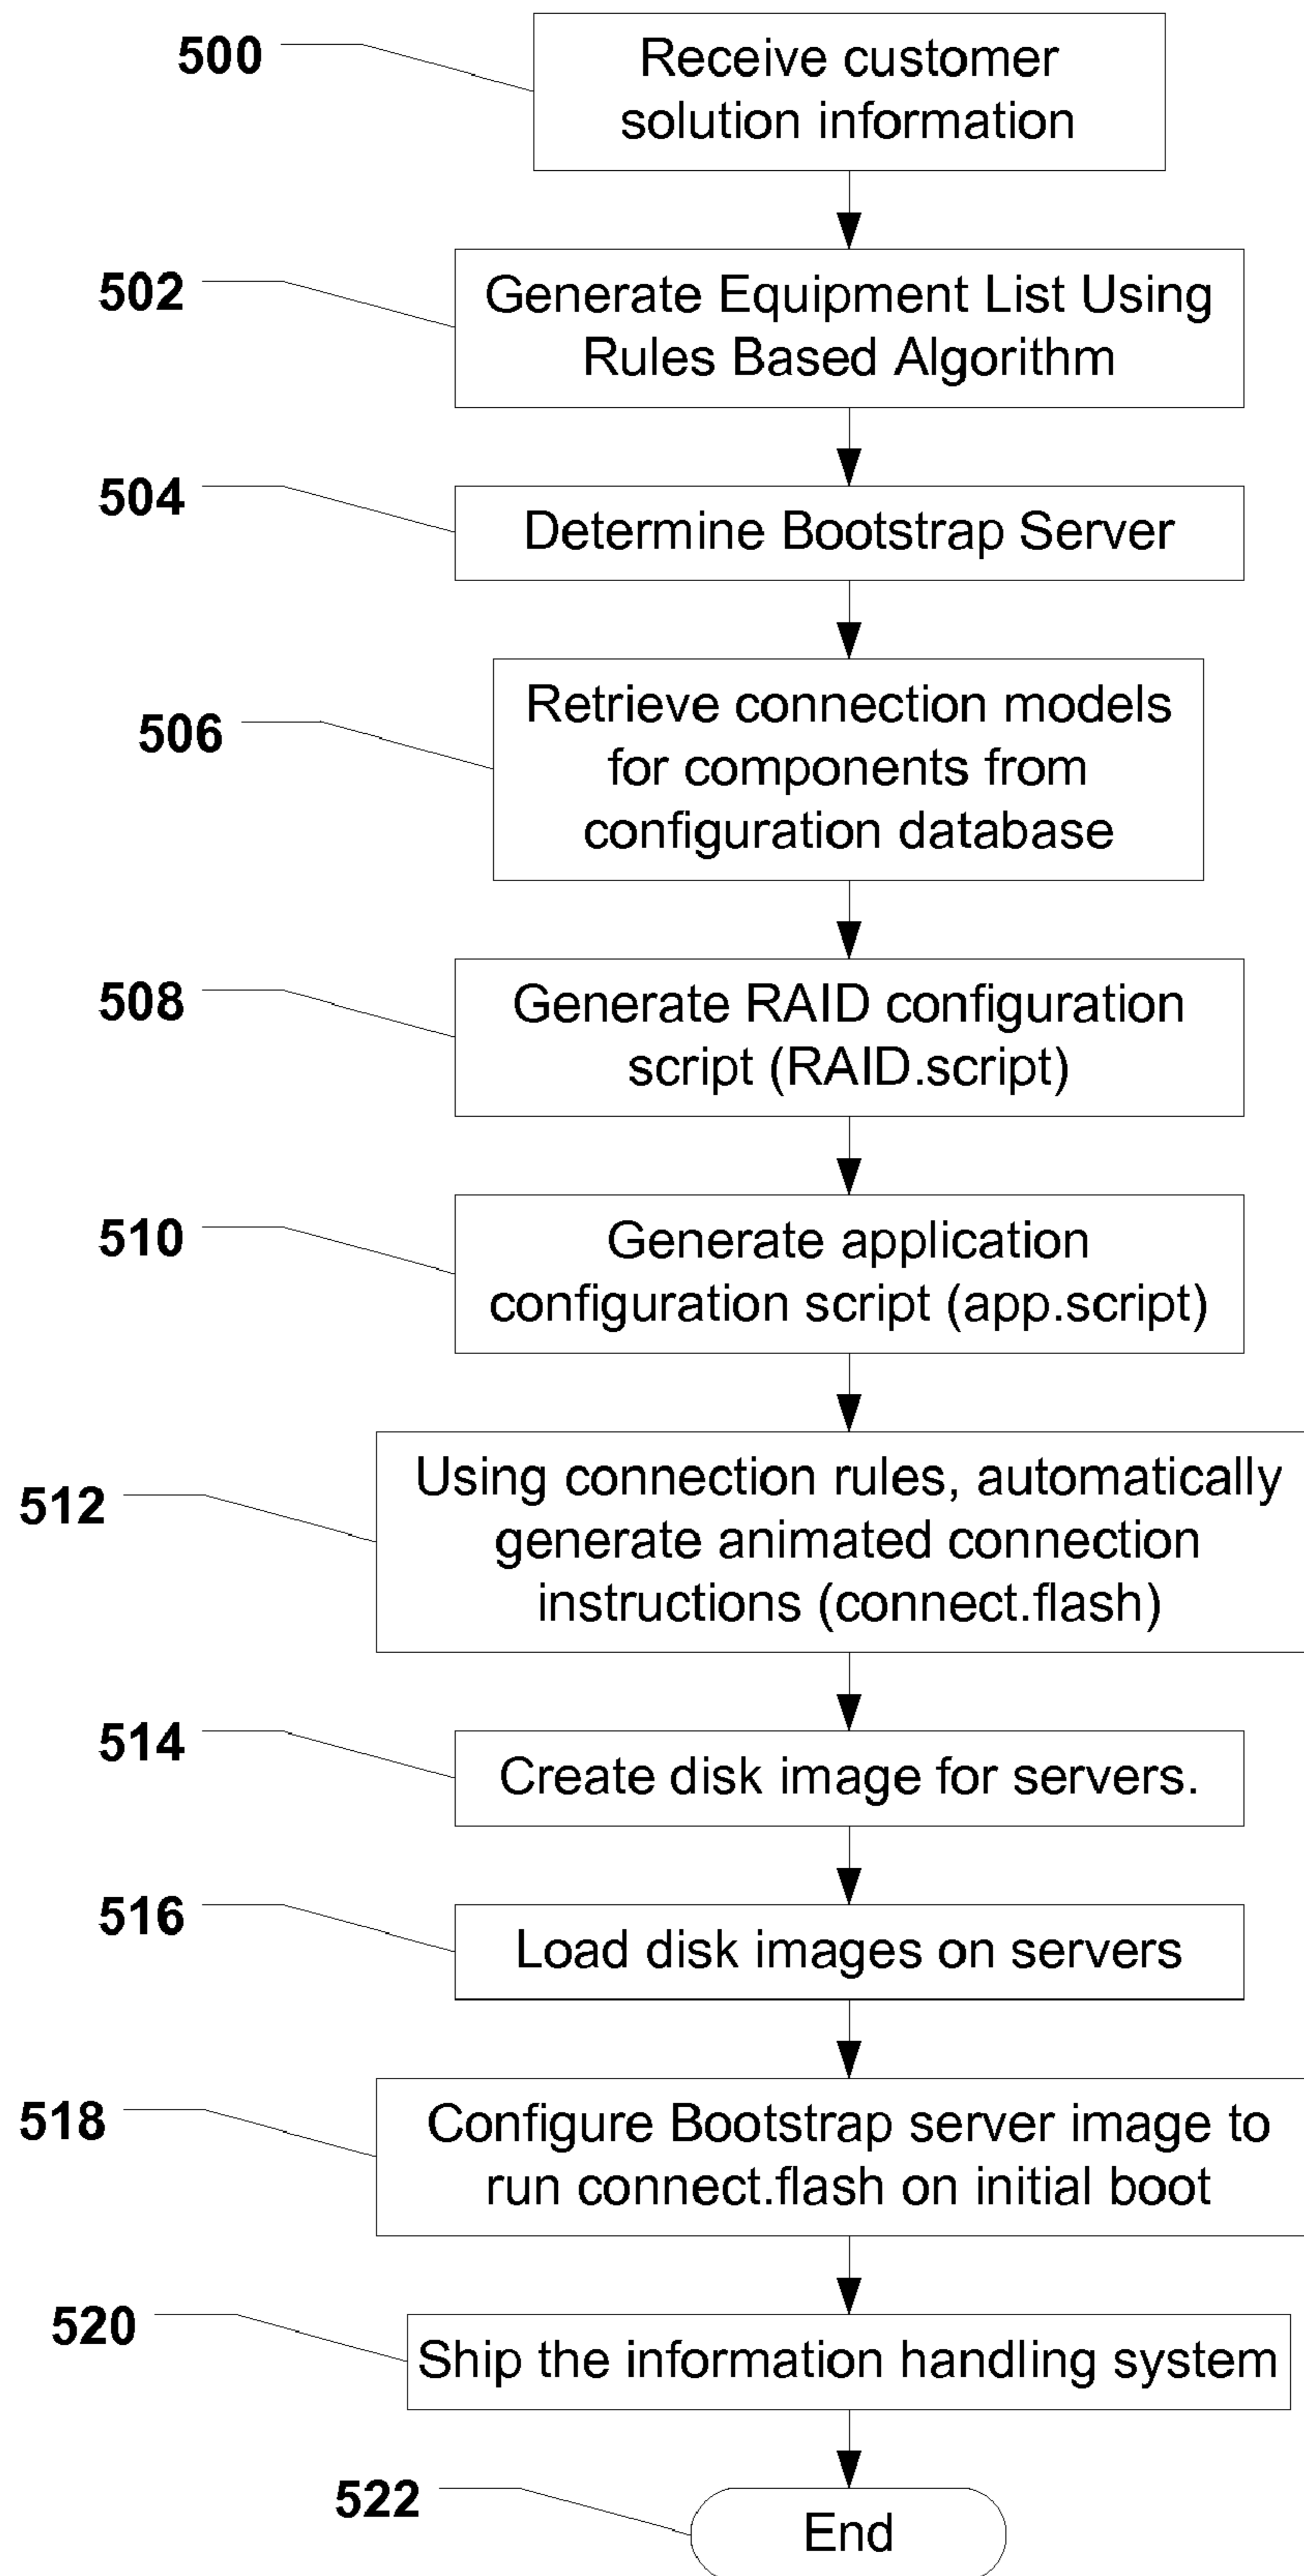 500
Receive customer
solution information
502
Generate Equipment List Using
Rules Based Algorithm
504
Determine Bootstrap Server
506
Retrieve connection models
for components from
configuration database
508
Generate RAID configuration
script (RAID.script)
510
Generate application
configuration script (app.script)
512
Using connection rules, automatically
generate animated connection
instructions (connect.flash)
514
Create disk image for servers.
516
Load disk images on servers
518
Configure Bootstrap server image to
run connect.flash on initial boot
520
Ship the information handling system
522
End